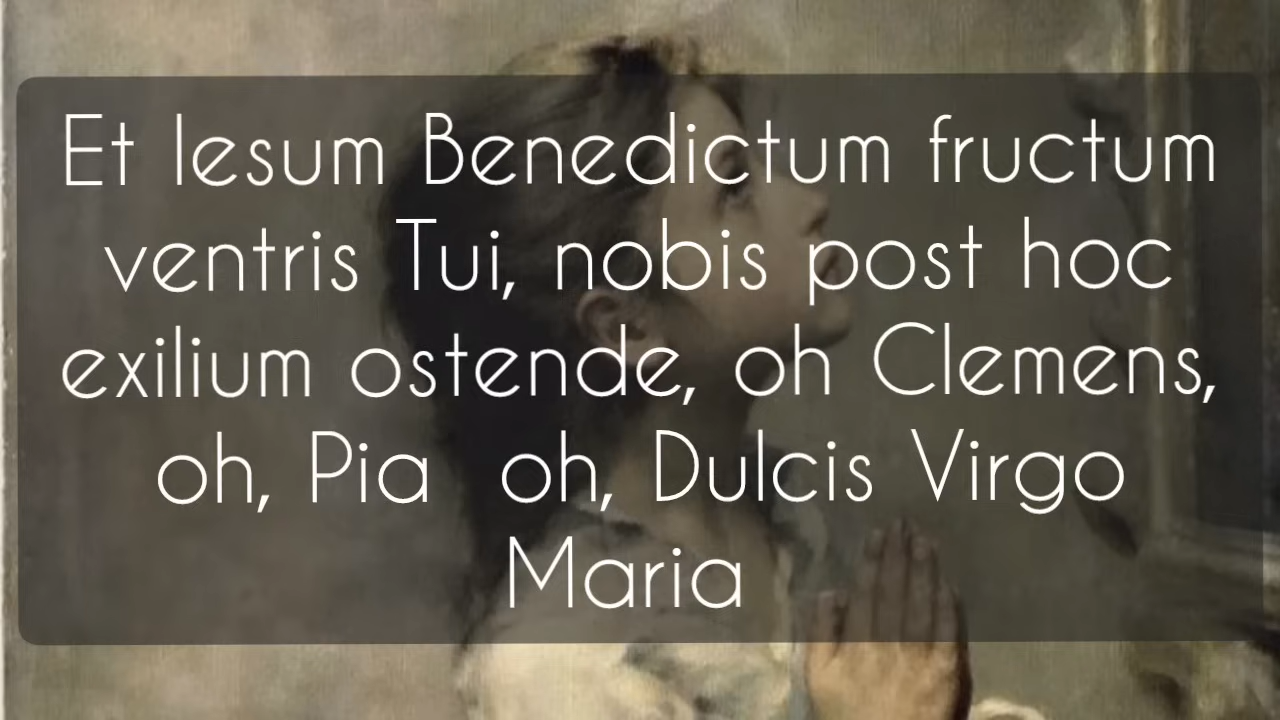 Et Iesum Benedictum fructum
ventris Tui, nobis post hoc
exilium ostende, oh Clemens,
oh, Pia oh, Dulcis Virgo
Maria